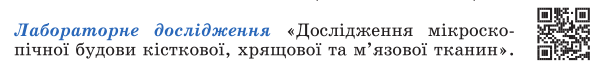 Лабораторне дослідження «Дослідження мікроско-
пічної будови кісткової, хрящової та м’язової тканин».